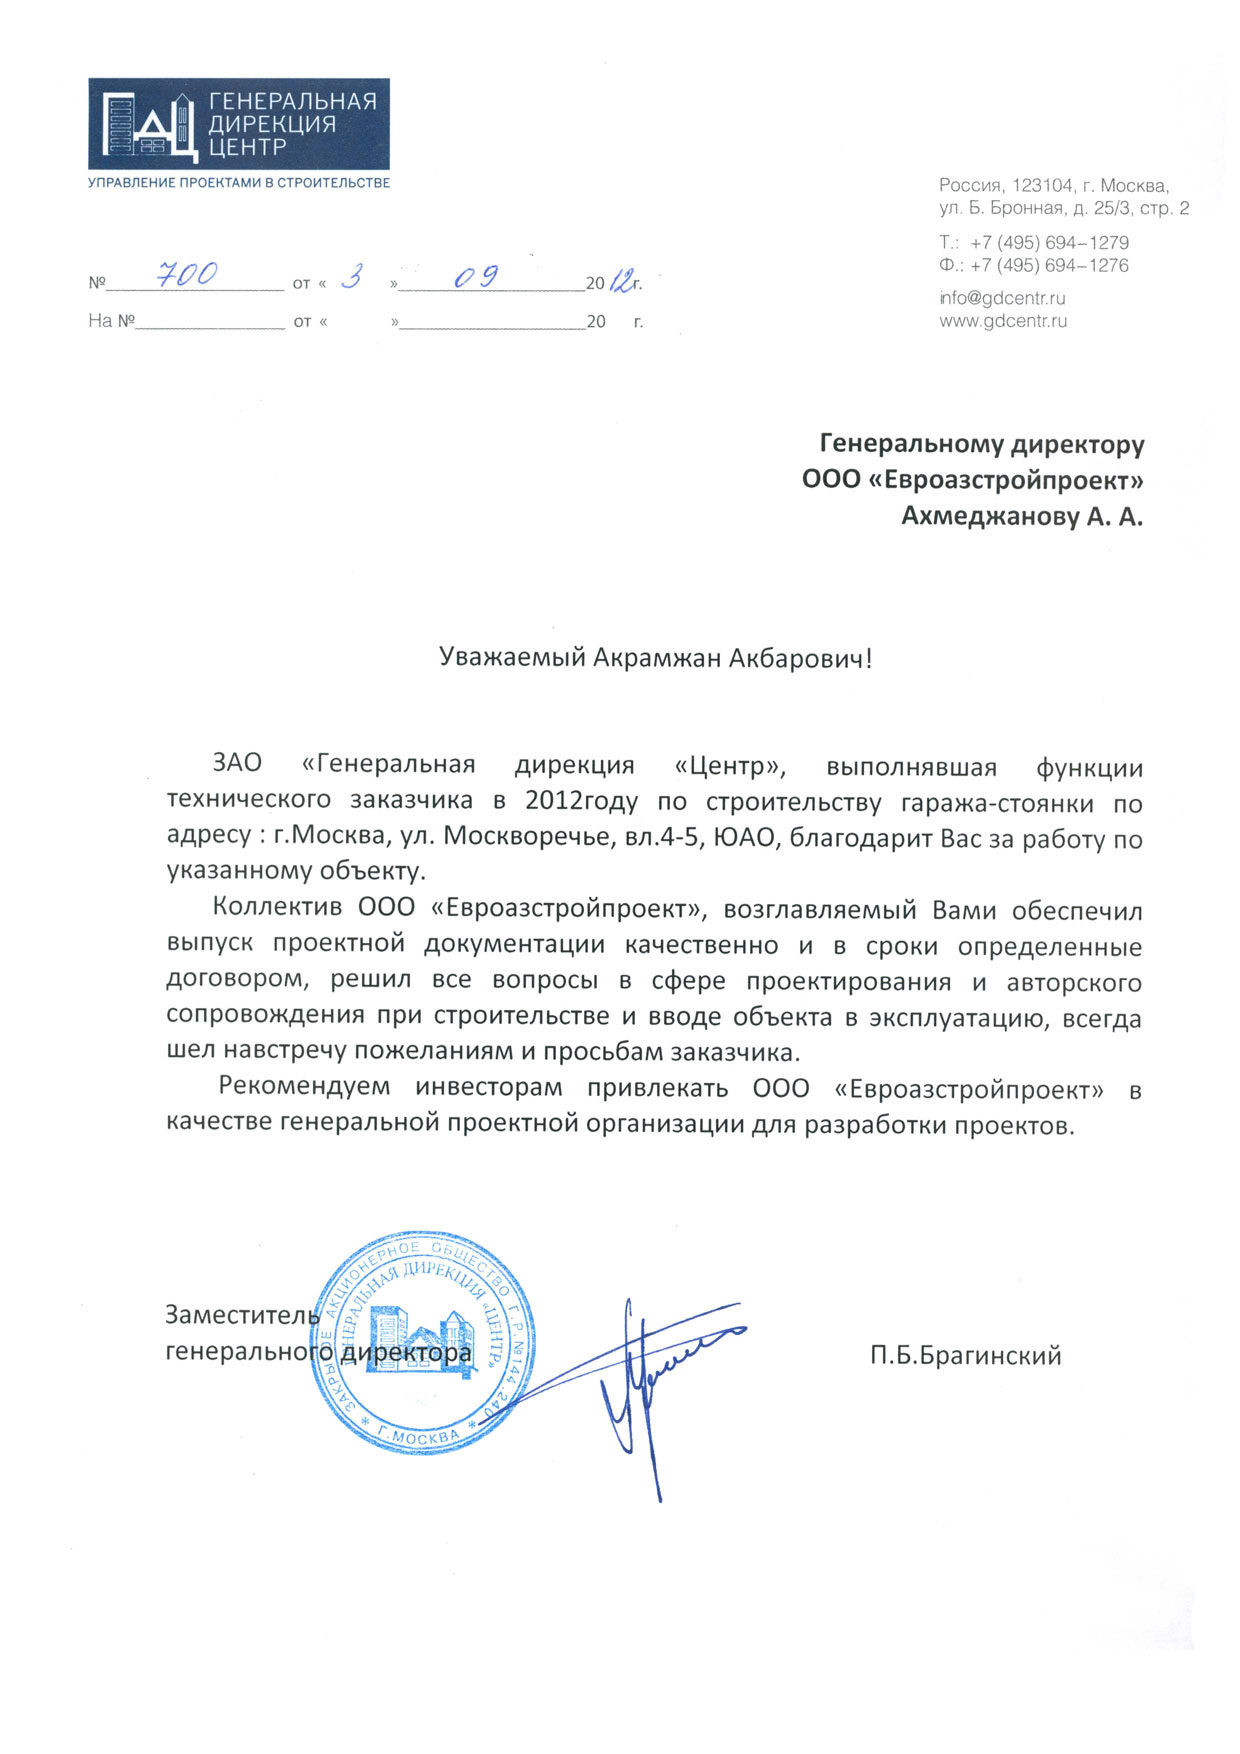 ГЕНЕРАЛЬНАЯ
ДИРЕКЦИЯ
ЦЕНТР
УПРАВЛЕНИЕ ПРОЕКТАМИ В СТРОИТЕЛЬСТВЕ
Россия, 123104, г. Москва,
ул. Б. Бронная, д. 25/3, стр. 2
Т.: +7 (495) 694–1279
Ф.: +7 (495) 694–1276
info@gdcentr.ru
www.gdcentr.ru
№ 700 от « 3 » 09 2012г.
На № от « » 20 г.
Генеральному директору
ООО «Евроазстройпроект»
Ахмеджанову А. А.
Уважаемый Акрамжан Акбарович!
ЗАО «Генеральная дирекция «Центр», выполнявшая функции
технического заказчика в 2012году по строительству гаража-стоянки по
адресу : г.Москва, ул. Москворечье, вл.4-5, ЮАО, благодарит Вас за работу по
указанному объекту.
Коллектив ООО «Евроазстройпроект», возглавляемый Вами обеспечил
выпуск проектной документации качественно и в сроки определенные
договором, решил все вопросы в сфере проектирования и авторского
сопровождения при строительстве и вводе объекта в эксплуатацию, всегда
шел навстречу пожеланиям и просьбам заказчика.
Рекомендуем инвесторам привлекать ООО «Евроазстройпроект» в
качестве генеральной проектной организации для разработки проектов.
Заместитель
генерального директора
П.Б.Брагинский
ЗАКРЫТОЕ АКЦИОНЕРНОЕ ОБЩЕСТВО Г.Р.№144.240
ГЕНЕРАЛЬНАЯ ДИРЕКЦИЯ «ЦЕНТР»
* Г.МОСКВА *